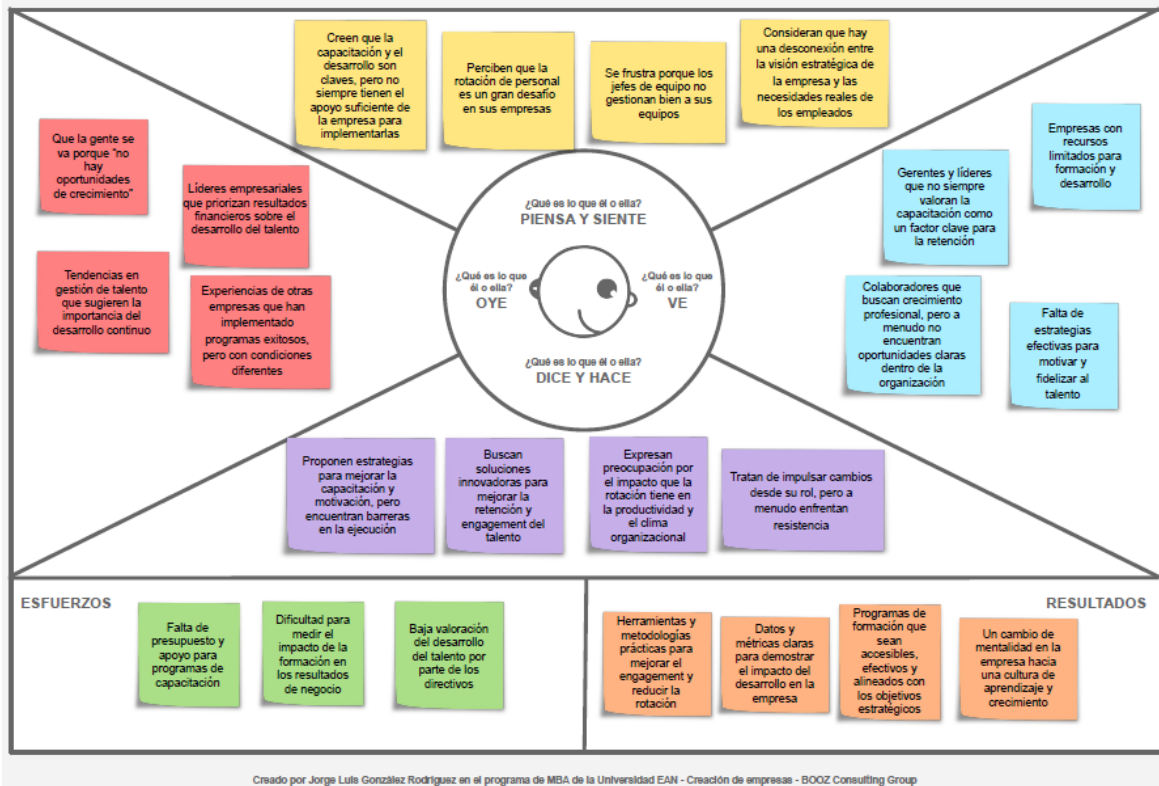 Creen que la
capacitación y el
desarrollo son
claves, pero no
siempre tienen el
apoyo suficiente de
la empresa para
implementarlas
Perciben que la
rotación de personal
es un gran desafío
en sus empresas
Se frustra porque los
jefes de equipo no
gestionan bien a sus
equipos
Consideran que hay
una desconexión entre
la visión estratégica de
la empresa y las
necesidades reales de
los empleados
Que la gente se
va porque "no
hay
oportunidades
de crecimiento"
Líderes empresariales
que priorizan resultados
financieros sobre el
desarrollo del talento
Tendencias en
gestión de talento
que sugieren la
importancia del
desarrollo continuo
Experiencias de otras
empresas que han
implementado
programas exitosos,
pero con condiciones
diferentes
¿Qué es lo que él o ella?
PIENSA Y SIENTE
¿Qué es lo que
él o ella?
OYE
¿Qué es lo que
él o ella?
VE
¿Qué es lo que él o ella?
DICE Y HACE
Empresas con
recursos
limitados para
formación y
desarrollo
Gerentes y líderes
que no siempre
valoran la
capacitación como
un factor clave para
la retención
Colaboradores que
buscan crecimiento
profesional, pero a
menudo no
encuentran
oportunidades claras
dentro de la
organización
Falta de
estrategias
efectivas para
motivar y
fidelizar al
talento
Proponen estrategias
para mejorar la
capacitación y
motivación, pero
encuentran barreras
en la ejecución
Buscan
soluciones
innovadoras para
mejorar la
retención y
engagement del
talento
Expresan
preocupación por
el impacto que la
rotación tiene en
la productividad y
el clima
organizacional
Tratan de impulsar cambios
desde su rol, pero a
menudo enfrentan
resistencia
ESFUERZOS
Falta de
presupuesto y
apoyo para
programas de
capacitación
Dificultad para
medir el
impacto de la
formación en
los resultados
de negocio
Baja valoración
del desarrollo
del talento por
parte de los
directivos
RESULTADOS
Herramientas y
metodologías
prácticas para
mejorar el
engagement y
reducir la
rotación
Datos y
métricas claras
para demostrar
el impacto del
desarrollo en la
empresa
Programas de
formación que
sean
accesibles,
efectivos y
alineados con
los objetivos
estratégicos
Un cambio de
mentalidad en la
empresa hacia
una cultura de
aprendizaje y
crecimiento
Creado por Jorge Luis González Rodríguez en el programa de MBA de la Universidad EAN - Creación de empresas - BOOZ Consulting Group